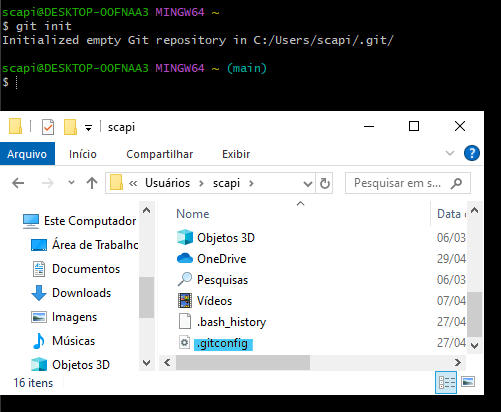 scapi@DESKTOP-OOFNAA3 MINGW64 ~
$ git init
Initialized empty Git repository in C:/Users/scapi/.git/
scapi@DESKTOP-OOFNAA3 MINGW64 ~ (main)
$
scapi
Arquivo Início Compartilhar Exibir
« Usuários > scapi > Pesquisar em s...
Nome Data d
Este Computador
Área de Trabalho
Documentos
Downloads
Imagens
Músicas
Objetos 3D
Objetos 3D 06/03
OneDrive 29/04
Pesquisas 06/03
Vídeos 07/04
.bash_history 27/04
.gitconfig 27/04
16 itens